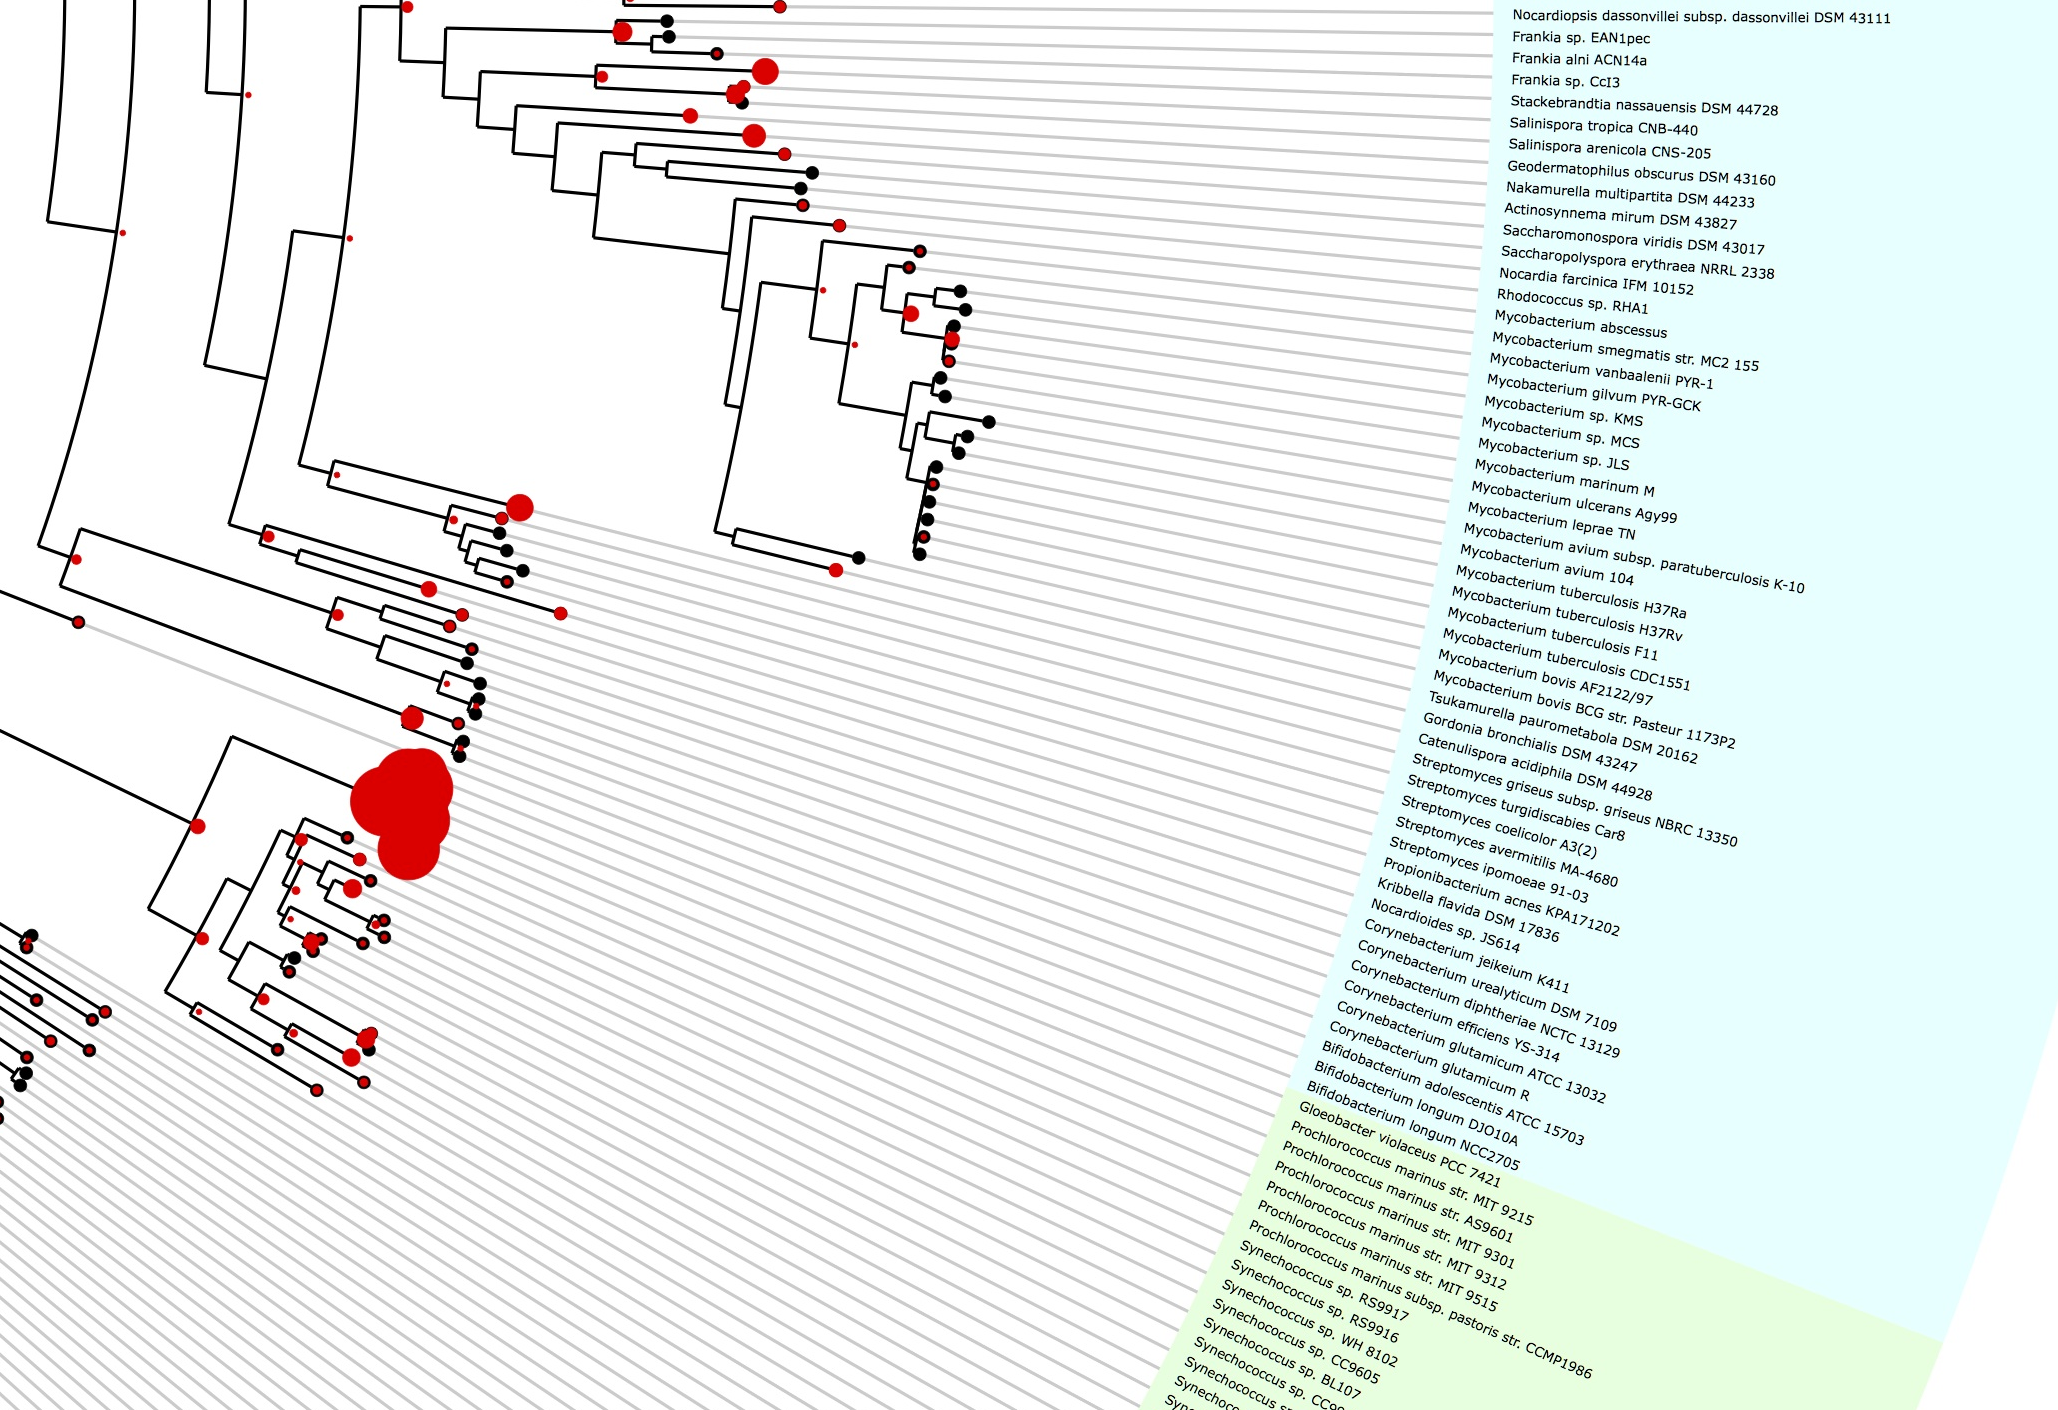 Nocardiopsis dassonvillei subsp. dassonvillei DSM 43111
Frankia sp. EAN1pec
Frankia alni ACN14a
Frankia sp. CcI3
Stackebrandtia nassauensis DSM 44728
Salinispora tropica CNB-440
Salinispora arenicola CNS-205
Geodermatophilus obscurus DSM 43160
Nakamurella multipartita DSM 44233
Actinosynnema mirum DSM 43827
Saccharomonospora viridis DSM 43017
Saccharopolyspora erythraea NRRL 2338
Nocardia farcinica IFM 10152
Rhodococcus sp. RHA1
Mycobacterium abscessus
Mycobacterium smegmatis str. MC2 155
Mycobacterium vanbaalenii PYR-1
Mycobacterium gilvum PYR-GCK
Mycobacterium sp. KMS
Mycobacterium sp. MCS
Mycobacterium sp. JLS
Mycobacterium marinum M
Mycobacterium ulcerans Agy99
Mycobacterium leprae TN
Mycobacterium avium subsp. paratuberculosis K-10
Mycobacterium avium 104
Mycobacterium tuberculosis H37Ra
Mycobacterium tuberculosis H37Rv
Mycobacterium tuberculosis F11
Mycobacterium tuberculosis CDC1551
Mycobacterium bovis AF2122/97
Mycobacterium bovis BCG str. Pasteur 1173P2
Tsukamurella paurometabola DSM 20162
Gordonia bronchialis DSM 43247
Catenulispora acidiphila DSM 44928
Streptomyces griseus subsp. griseus NBRC 13350
Streptomyces turgidiscabies Car8
Streptomyces coelicolor A3(2)
Streptomyces avermitilis MA-4680
Streptomyces ipomoeae 91-03
Propionibacterium acnes KPA171202
Kribbella flavida DSM 17836
Nocardioides sp. JS614
Corynebacterium jeikeium K411
Corynebacterium urealyticum DSM 7109
Corynebacterium diphtheriae NCTC 13129
Corynebacterium efficiens YS-314
Corynebacterium glutamicum ATCC 13032
Corynebacterium glutamicum R
Bifidobacterium adolescentis ATCC 15703
Bifidobacterium longum DJO10A
Bifidobacterium longum NCC2705
Gloeobacter violaceus PCC 7421
Prochlorococcus marinus str. MIT 9215
Prochlorococcus marinus str. AS9601
Prochlorococcus marinus str. MIT 9301
Prochlorococcus marinus str. MIT 9312
Prochlorococcus marinus str. MIT 9515
Prochlorococcus marinus subsp. pastoris str. CCMP1986
Synechococcus sp. RS9917
Synechococcus sp. RS9916
Synechococcus sp. WH 8102
Synechococcus sp. CC9605
Synechococcus sp. BL107
Synechococcus sp.
Synechococcus